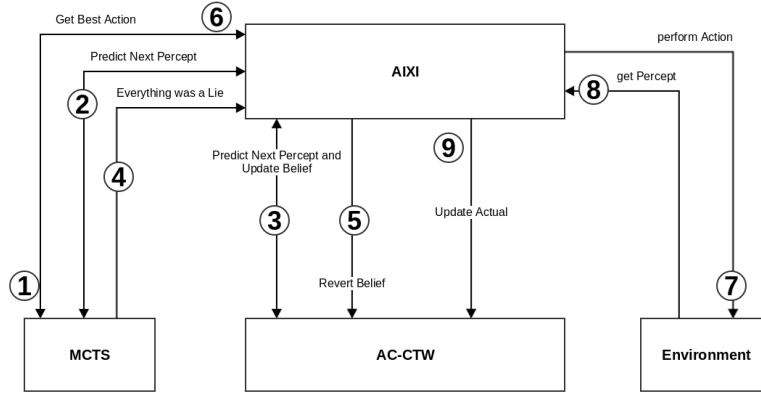 Get Best Action
6
perform Action
Predict Next Percept
AIXI
get Percept
8
Everything was a Lie
2
9
Predict Next Percept and
Update Belief
4
3
5
Update Actual
Revert Belief
1
7
MCTS
AC-CTW
Environment